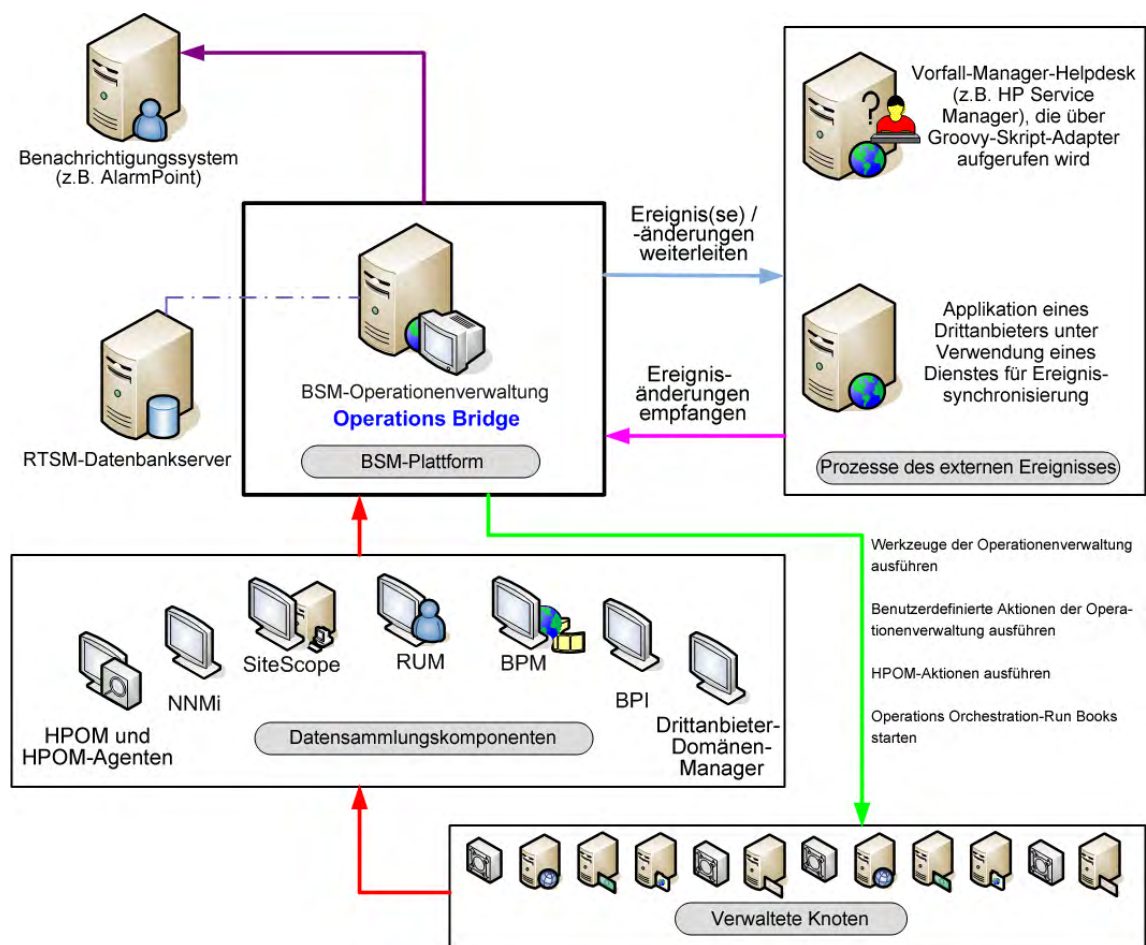 Benachrichtigungssystem
(z.B. AlarmPoint)
Vorfall-Manager-Helpdesk
(z.B. HP Service
Manager), die über
Groovy-Skript-Adapter
aufgerufen wird
Ereignis(se) /
-änderungen
weiterleiten
Applikation eines
Drittanbieters unter
Verwendung eines
Dienstes für Ereignis-
synchronisierung
BSM-Operationenverwaltung
Operations Bridge
BSM-Plattform
Ereignis-
änderungen
empfangen
RTSM-Datenbankserver
Prozesse des externen Ereignisses
Werkzeuge der Operationenverwaltung
ausführen
Benutzerdefinierte Aktionen der Opera-
tionenverwaltung ausführen
HPOM-Aktionen ausführen
Operations Orchestration-Run Books
starten
HPOM und
HPOM-Agenten
NNMi
SiteScope
RUM
BPM
BPI
Drittanbieter-
Domänen-
Manager
Datensammlungskomponenten
Verwaltete Knoten